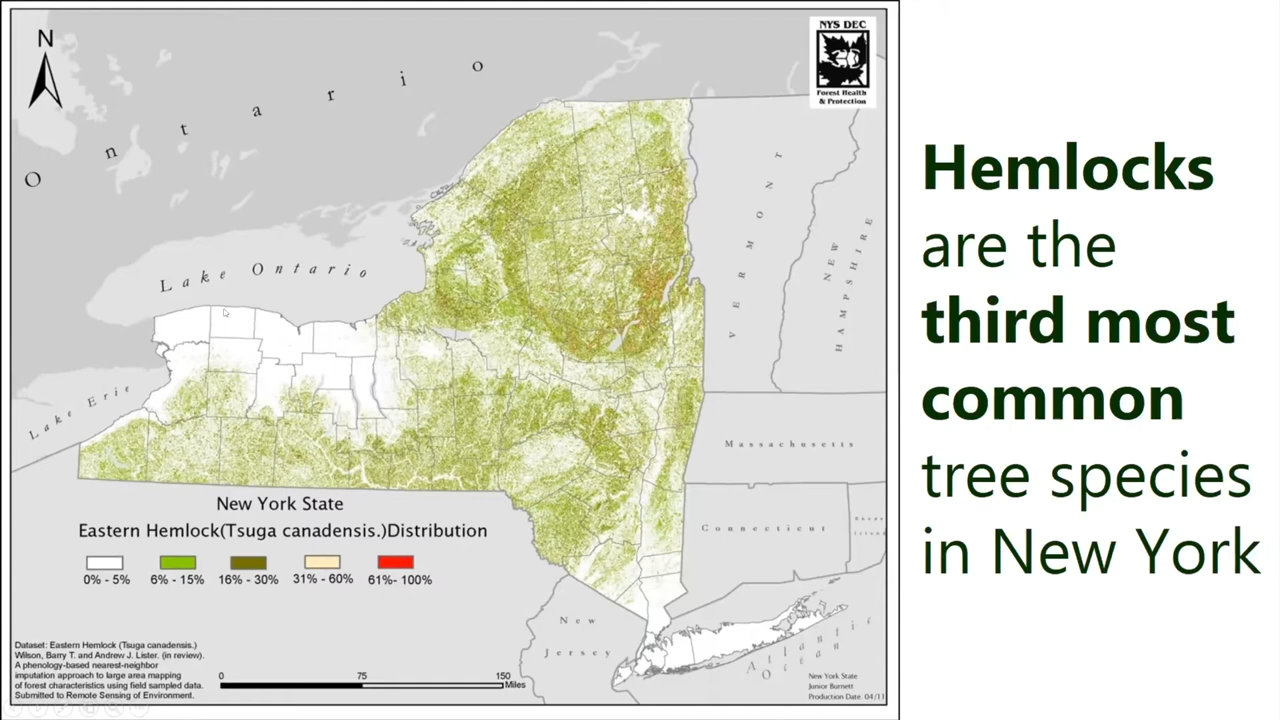 N
NYS DEC
Forest Health
& Protection
Ontario
Lake Ontario
Lake Erie
VERMONT
NEW
HAMPSHIRE
Massachusetts
Connecticut
Rhode
Island
New
Jersey
Atlantic
Ocean
New York State
Eastern Hemlock(Tsuga canadensis.)Distribution
0% - 5%
6% - 15%
16% - 30%
31% - 60%
61%- 100%
Dataset: Eastern Hemlock (Tsuga canadensis.)
Wilson, Barry T. and Andrew J. Lister. (in review).
A phenology-based nearest-neighbor
imputation approach to large area mapping
of forest characteristics using field sampled data.
Submitted to Remote Sensing of Environment.
0 75 150
Miles
New York State
Junior Burnett
Production Date: 04/11
Hemlocks
are the
third most
common
tree species
in New York